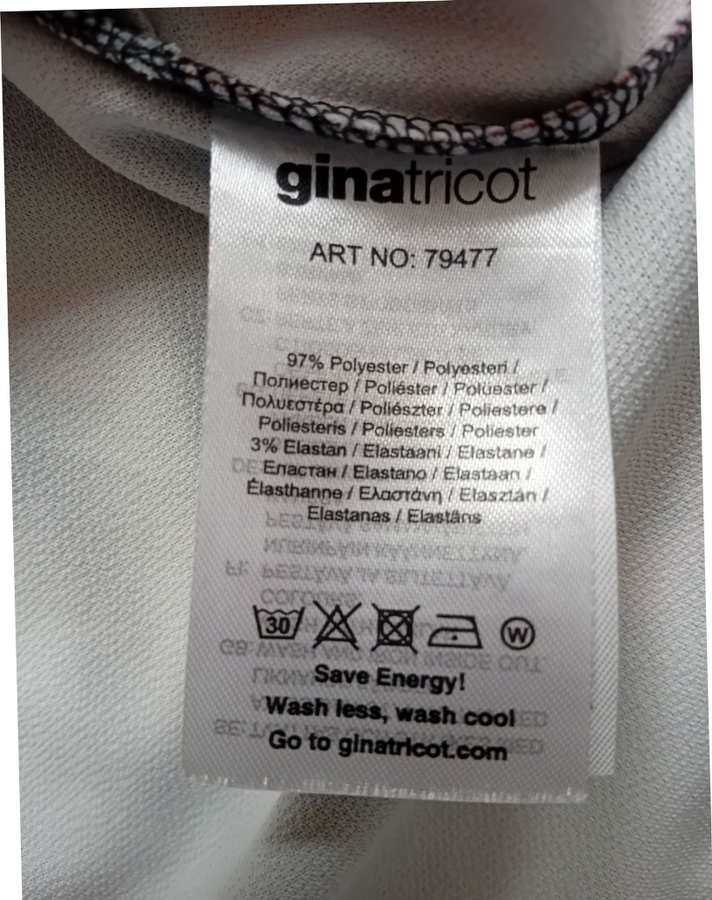 ginatricot
ART NO: 79477
97% Polyester / Polyesteri /
Полиестер / Poliéster / Polüester /
Πολυεστέρα / Poliészter / Poliestere /
Poliesteris / Poliesters / Poliester
3% Elastan / Elastaani / Elastane /
Еластан / Elastano / Elastaan /
Élasthanne / Ελαστάνη / Elasztán /
Elastanas / Elastāns
30
W
Save Energy!
Wash less, wash cool
Go to ginatricot.com